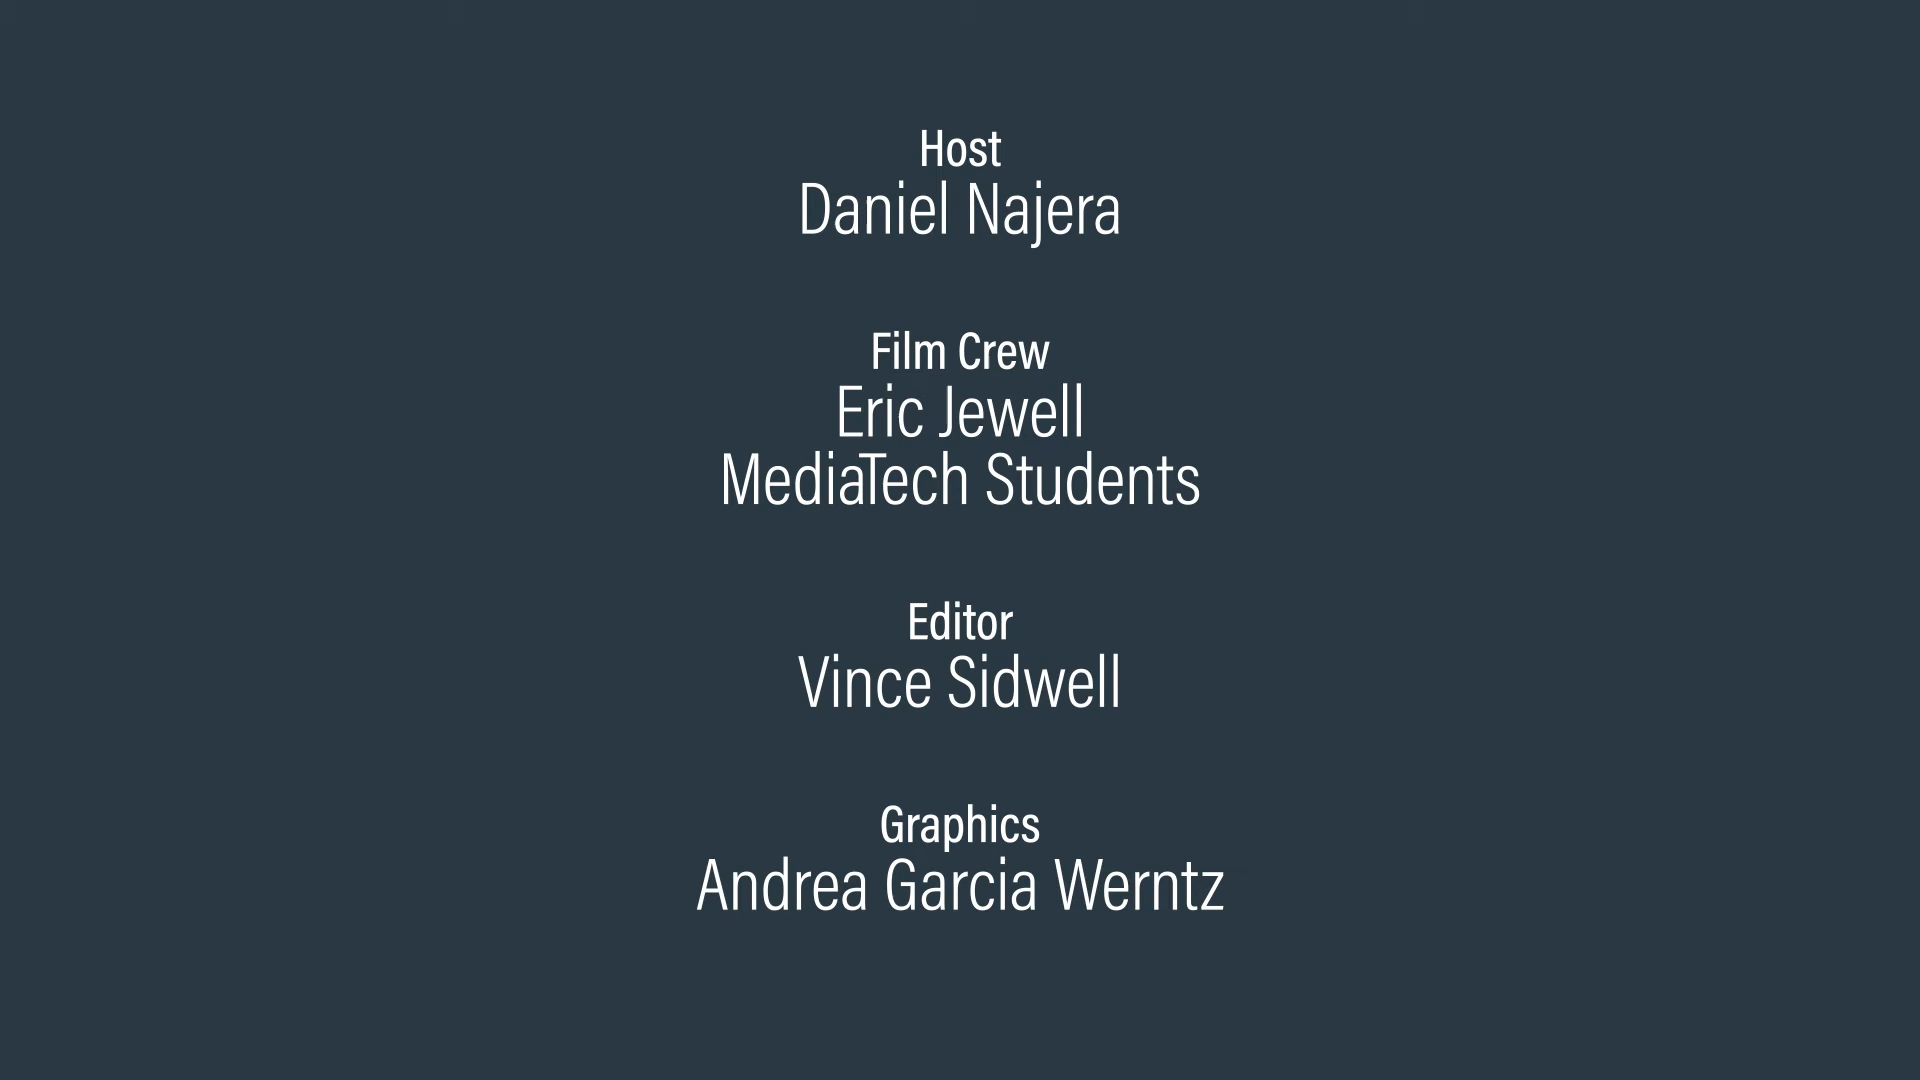 Host
Daniel Najera
Film Crew
Eric Jewell
MediaTech Students
Editor
Vince Sidwell
Graphics
Andrea Garcia Werntz